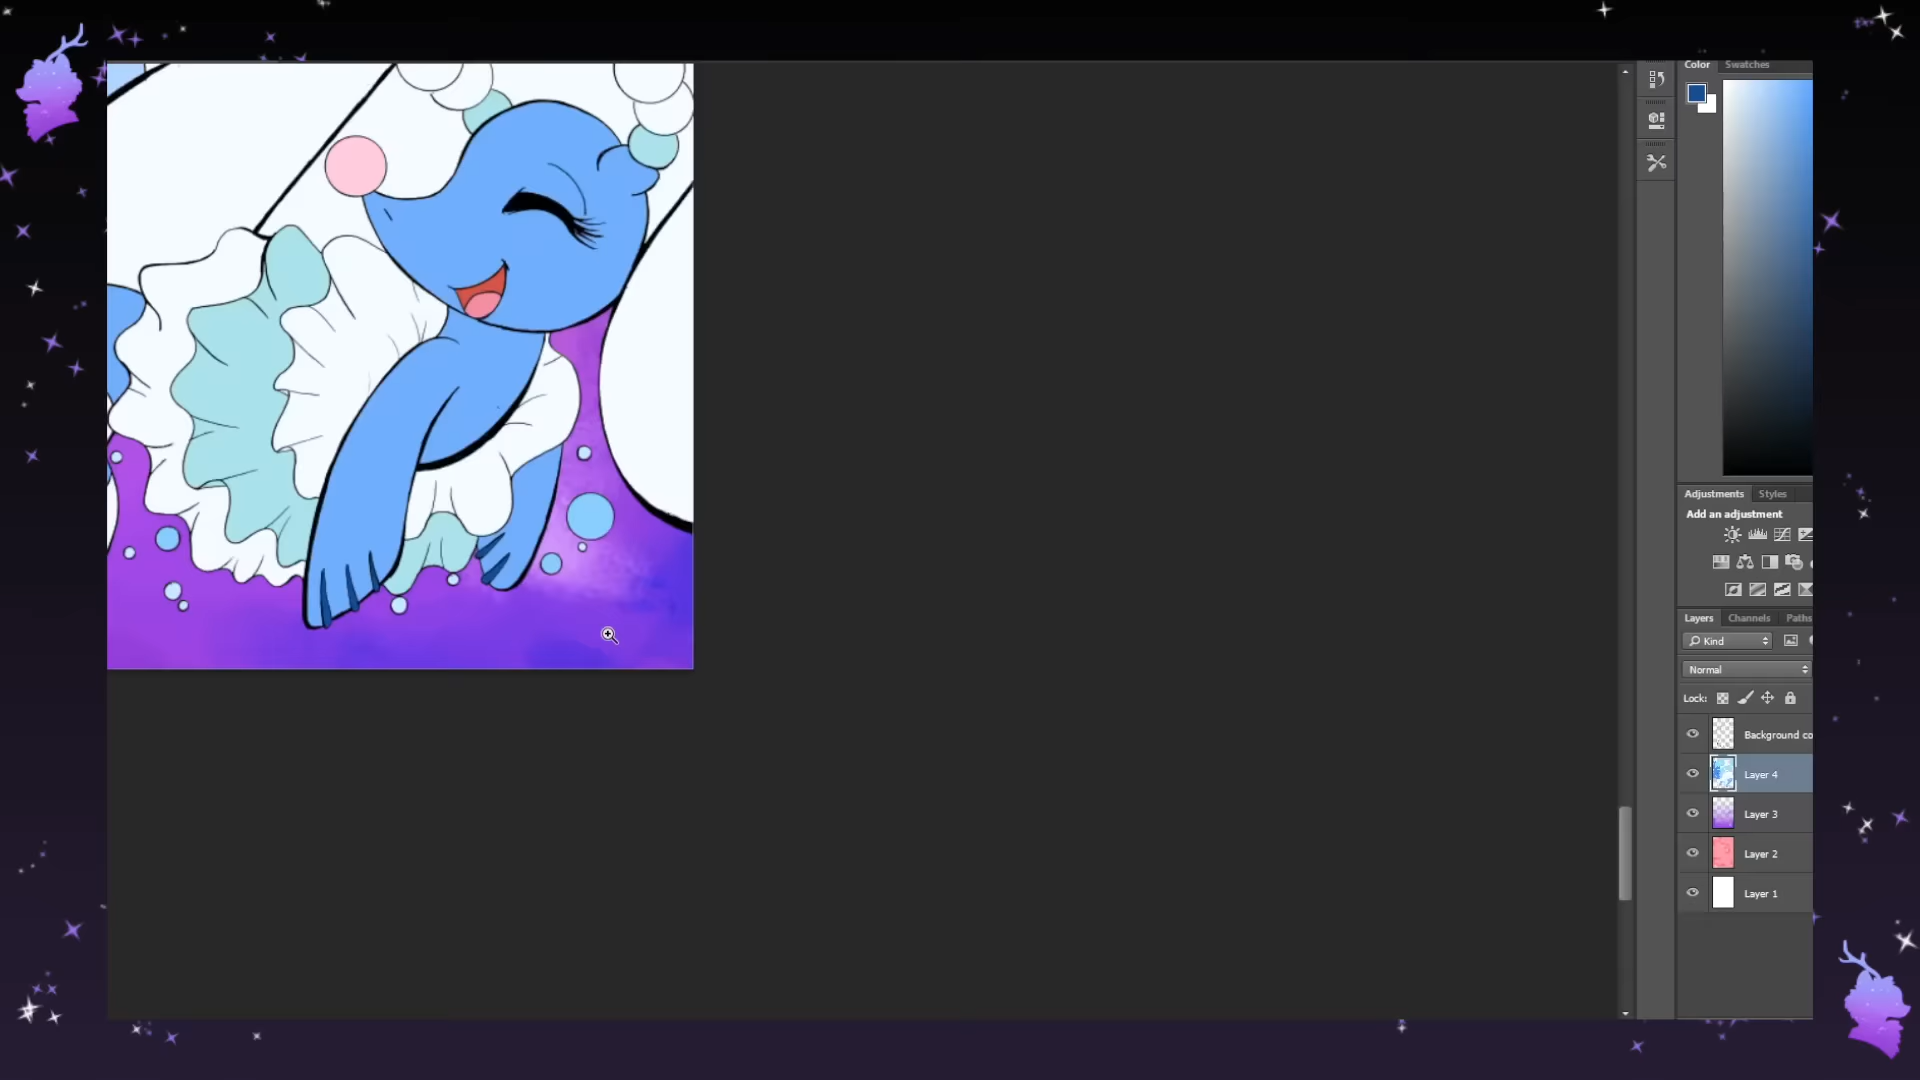 Color Swatches
Adjustments Styles
Add an adjustment
Layers Channels Paths
Kind
Normal
Lock:
Background co
Layer 4
Layer 3
Layer 2
Layer 1